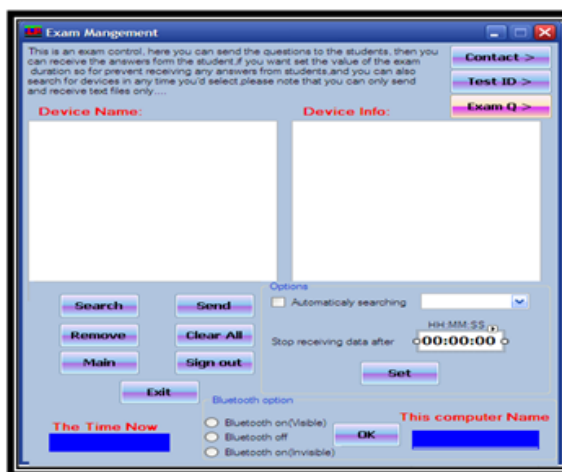 Exam Mangement
This is an exam control, here you can send the questions to the students, then you
can receive the answers form the student,if you want set the value of the exam
duration so for prevent receiving any answers from students,and you can also
search for devices in any time you'd select,please note that you can only send
and receive text files only....
Contact >
Test ID >
Exam Q >
Device Name:
Device Info:
Options
Search
Send
Automaticaly searching
Remove
Clear All
HH:MM:SS
Stop receiving data after
00:00:00
Main
Sign out
Set
Exit
Bluetooth option
The Time Now
Bluetooth on(Visible)
Bluetooth off
Bluetooth on(Invisible)
OK
This computer Name